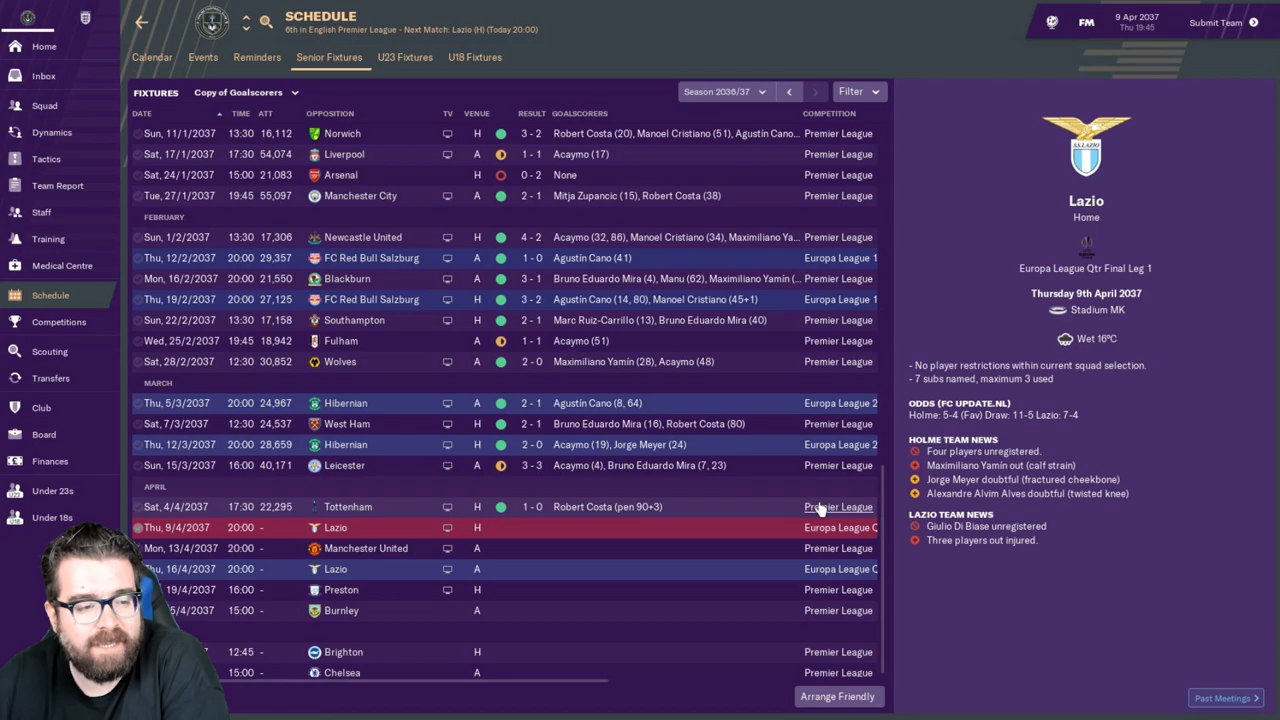 SCHEDULE
6th in English Premier League - Next Match: Lazio (H) (Today 20:00)
FM
9 Apr 2037
Thu 19:45
Submit Team
Home
Inbox
Squad
Dynamics
Tactics
Team Report
Staff
Training
Medical Centre
Schedule
Competitions
Scouting
Transfers
Club
Board
Finances
Under 23s
Under 18s
Calendar Events Reminders Senior Fixtures U23 Fixtures U18 Fixtures
FIXTURES Copy of Goalscorers Season 2036/37 Filter
DATE TIME ATT OPPOSITION TV VENUE RESULT GOALSCORERS COMPETITION
Sun, 11/1/2037 13:30 16,112 Norwich H 3 - 2 Robert Costa (20), Manoel Cristiano (51), Agustín Cano... Premier League
Sat, 17/1/2037 17:30 54,074 Liverpool A 1 - 1 Acaymo (17) Premier League
Sat, 24/1/2037 15:00 21,083 Arsenal H 0 - 2 None Premier League
Tue, 27/1/2037 19:45 55,097 Manchester City A 2 - 1 Mitja Zupancic (15), Robert Costa (38) Premier League
FEBRUARY
Sun, 1/2/2037 13:30 17,306 Newcastle United H 4 - 2 Acaymo (32, 86), Manoel Cristiano (34), Maximiliano Ya... Premier League
Thu, 12/2/2037 20:00 29,357 FC Red Bull Salzburg A 1 - 0 Agustín Cano (41) Europa League 1
Mon, 16/2/2037 20:00 21,550 Blackburn A 3 - 1 Bruno Eduardo Mira (4), Manu (62), Maximiliano Yamín (... Premier League
Thu, 19/2/2037 20:00 27,125 FC Red Bull Salzburg H 3 - 2 Agustín Cano (14, 80), Manoel Cristiano (45+1) Europa League 1
Sun, 22/2/2037 13:30 17,158 Southampton H 2 - 1 Marc Ruiz-Carrillo (13), Bruno Eduardo Mira (40) Premier League
Wed, 25/2/2037 19:45 18,942 Fulham A 1 - 1 Acaymo (51) Premier League
Sat, 28/2/2037 12:30 30,852 Wolves A 2 - 0 Maximiliano Yamín (28), Acaymo (48) Premier League
MARCH
Thu, 5/3/2037 20:00 24,967 Hibernian H 2 - 1 Agustín Cano (8, 64) Europa League 2
Sat, 7/3/2037 12:30 24,537 West Ham H 2 - 1 Bruno Eduardo Mira (16), Robert Costa (80) Premier League
Thu, 12/3/2037 20:00 28,659 Hibernian A 2 - 0 Acaymo (19), Jorge Meyer (24) Europa League 2
Sun, 15/3/2037 16:00 40,171 Leicester A 3 - 3 Acaymo (4), Bruno Eduardo Mira (7, 23) Premier League
APRIL
Sat, 4/4/2037 17:30 22,295 Tottenham H 1 - 0 Robert Costa (pen 90+3) Premier League
Thu, 9/4/2037 20:00 - Lazio H Europa League Q
Mon, 13/4/2037 20:00 - Manchester United A Premier League
Thu, 16/4/2037 20:00 - Lazio A Europa League Q
19/4/2037 16:00 - Preston H Premier League
5/4/2037 15:00 - Burnley A Premier League
2037 12:45 - Brighton H Premier League
2037 15:00 - Chelsea A Premier League
Arrange Friendly
S.S.LAZIO
Lazio
Home
Europa League Qtr Final Leg 1
Thursday 9th April 2037
Stadium MK
Wet 16ºC
- No player restrictions within current squad selection.
- 7 subs named, maximum 3 used
ODDS (FC UPDATE.NL)
Holme: 5-4 (Fav) Draw: 11-5 Lazio: 7-4
HOLME TEAM NEWS
Four players unregistered.
Maximiliano Yamín out (calf strain)
Jorge Meyer doubtful (fractured cheekbone)
Alexandre Alvim Alves doubtful (twisted knee)
LAZIO TEAM NEWS
Giulio Di Biase unregistered
Three players out injured.
Past Meetings